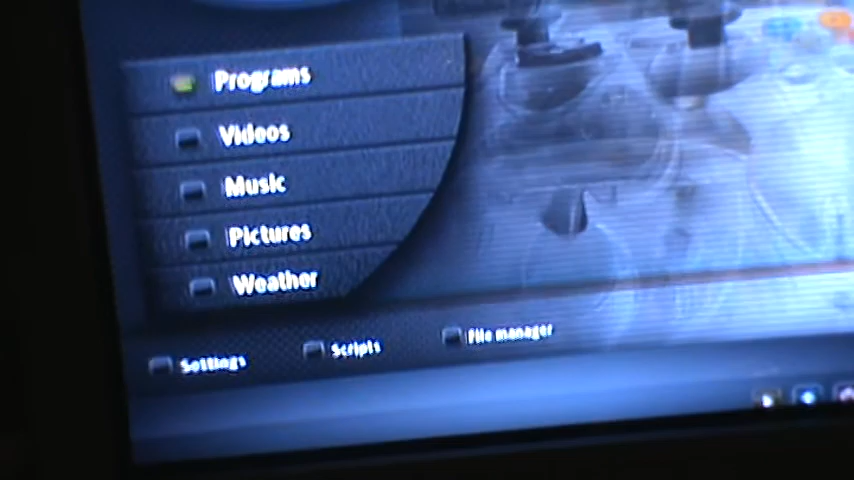 Programs
Videos
Music
Pictures
Weather
Settings Scripts File manager